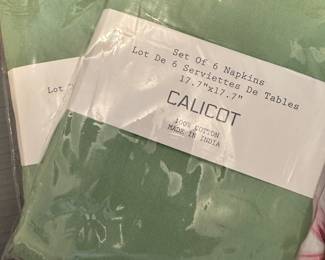 Set Of 6 Napkins
Lot De 6 Serviettes De Tables
17.7"x17.7"
CALICOT
100% COTTON
MADE IN INDIA
Lot